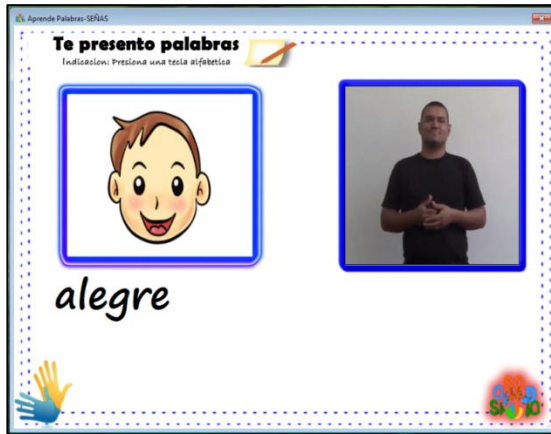 Aprende Palabras-SEÑAS
Te presento palabras
Indicacion: Presiona una tecla alfabetica
alegre